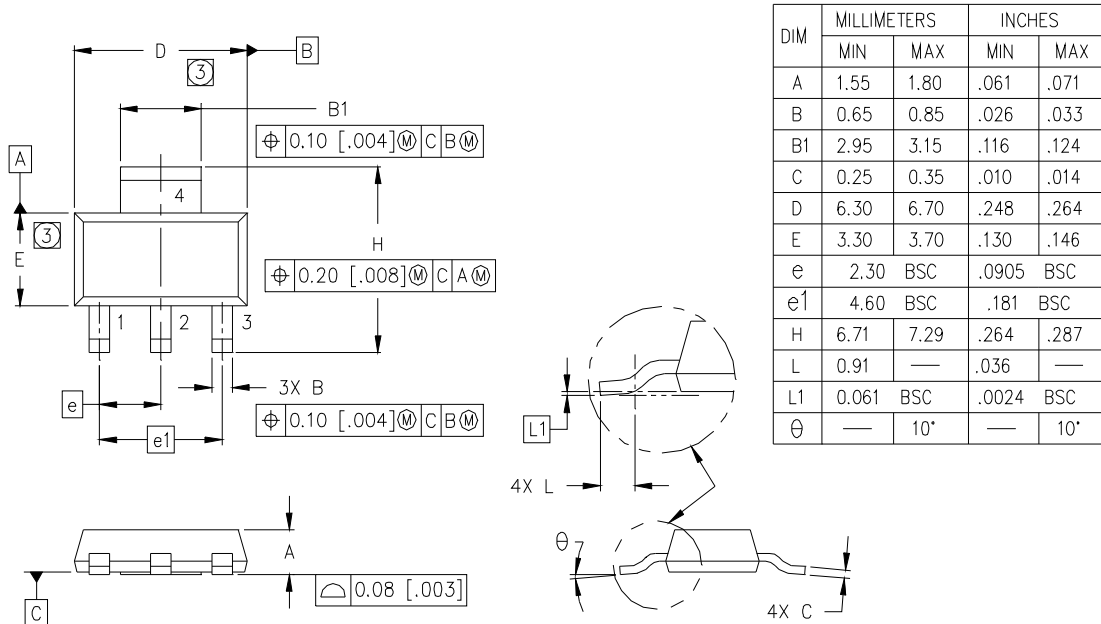 D
B
3
B1
⌖ 0.10 [.004]Ⓜ C BⓂ
A
4
3
E
H
⌖ 0.20 [.008]Ⓜ C AⓂ
1 2 3
3X B
e
⌖ 0.10 [.004]Ⓜ C BⓂ
e1
L1
4X L
A
θ
⌓ 0.08 [.003]
C
4X C
DIM MILLIMETERS INCHES
MIN MAX MIN MAX
A 1.55 1.80 .061 .071
B 0.65 0.85 .026 .033
B1 2.95 3.15 .116 .124
C 0.25 0.35 .010 .014
D 6.30 6.70 .248 .264
E 3.30 3.70 .130 .146
e 2.30 BSC .0905 BSC
e1 4.60 BSC .181 BSC
H 6.71 7.29 .264 .287
L 0.91 — .036 —
L1 0.061 BSC .0024 BSC
θ — 10° — 10°